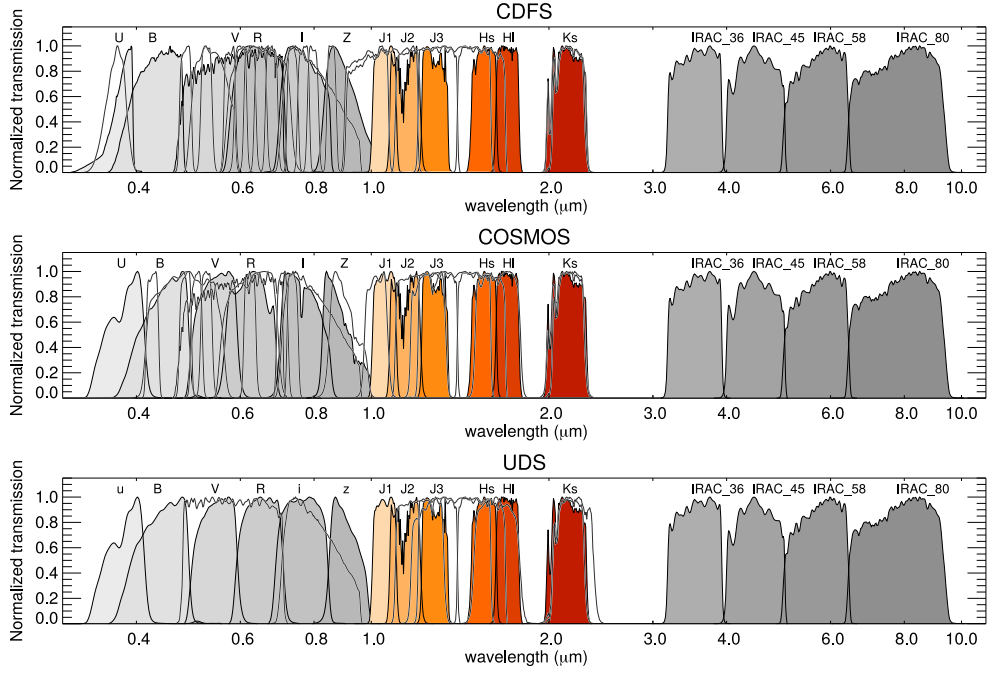 CDFS
U B V R I Z J1 J2 J3 Hs Hl Ks IRAC_36 IRAC_45 IRAC_58 IRAC_80
Normalized transmission
1.0
0.8
0.6
0.4
0.2
0.0
0.4 0.6 0.8 1.0 2.0 3.0 4.0 6.0 8.0 10.0
wavelength (μm)
COSMOS
U B V R I Z J1 J2 J3 Hs Hl Ks IRAC_36 IRAC_45 IRAC_58 IRAC_80
Normalized transmission
1.0
0.8
0.6
0.4
0.2
0.0
0.4 0.6 0.8 1.0 2.0 3.0 4.0 6.0 8.0 10.0
wavelength (μm)
UDS
u B V R i z J1 J2 J3 Hs Hl Ks IRAC_36 IRAC_45 IRAC_58 IRAC_80
Normalized transmission
1.0
0.8
0.6
0.4
0.2
0.0
0.4 0.6 0.8 1.0 2.0 3.0 4.0 6.0 8.0 10.0
wavelength (μm)